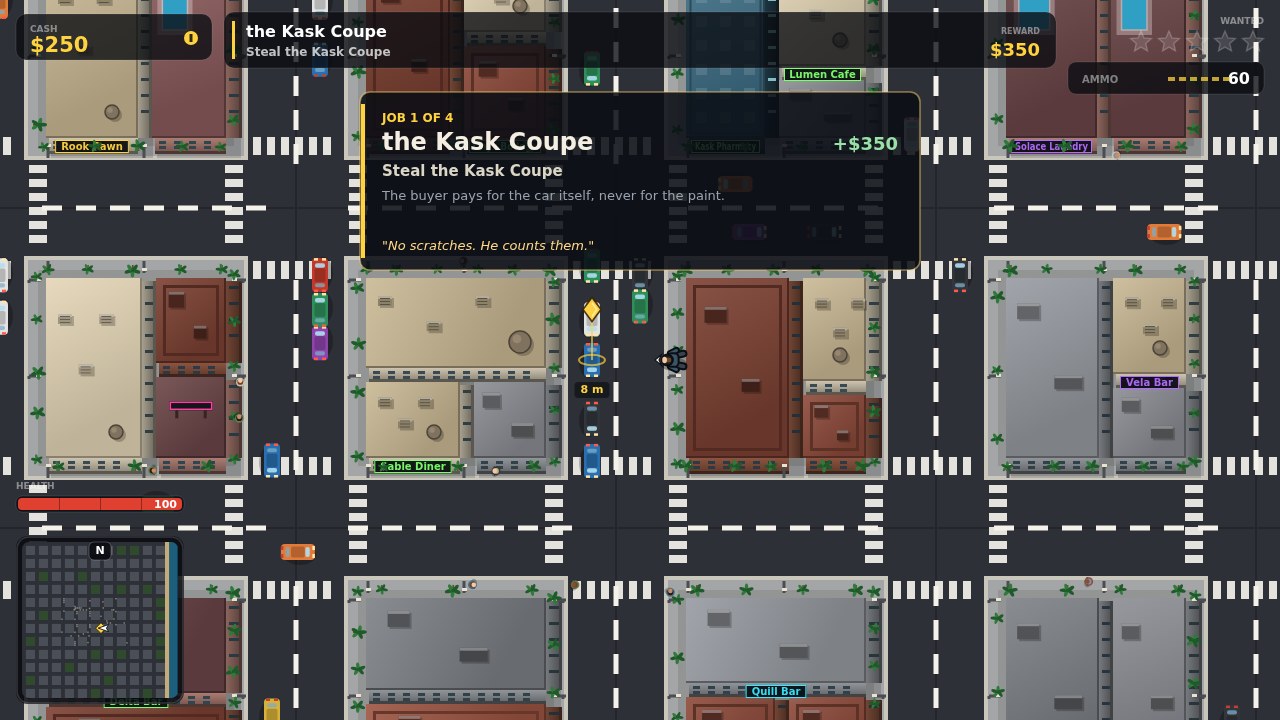 CASH
$250
the Kask Coupe
Steal the Kask Coupe
REWARD
$350
WANTED
AMMO
60
Lumen Cafe
JOB 1 OF 4
the Kask Coupe
+$350
Steal the Kask Coupe
The buyer pays for the car itself, never for the paint.
"No scratches. He counts them."
Kask Pharmacy
Solace Laundry
8 m
Vela Bar
Sable Diner
HEALTH
100
N
Quill Bar